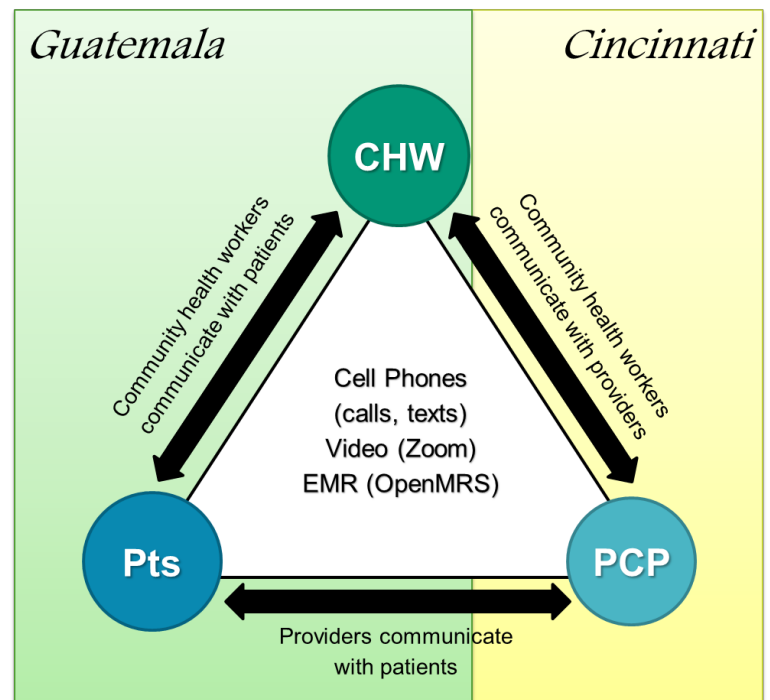 Guatemala
Cincinnati
CHW
Community health workers
communicate with patients
Community health workers
communicate with providers
Cell Phones
(calls, texts)
Video (Zoom)
EMR (OpenMRS)
Pts
PCP
Providers communicate
with patients